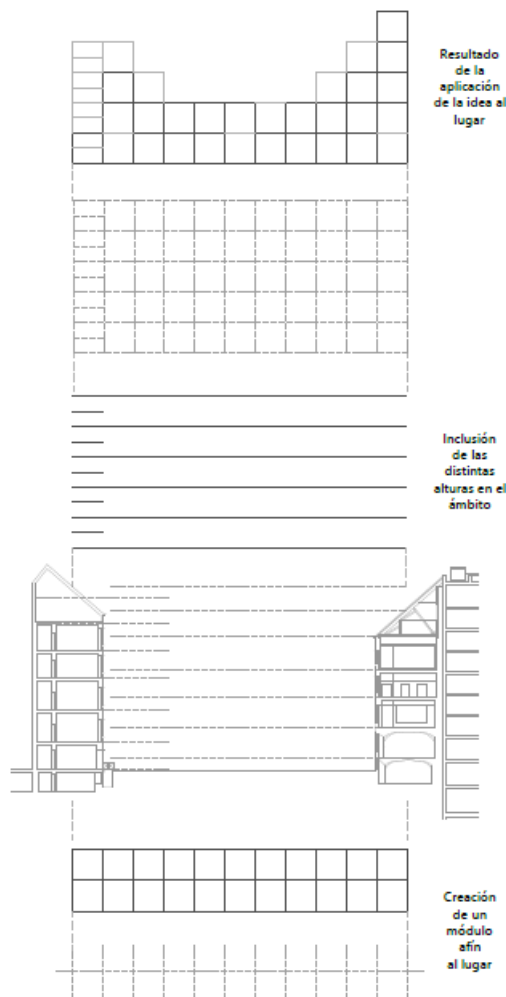 Resultado
de la
aplicación
de la idea al
lugar
Inclusión
de las
distintas
alturas en el
ámbito
Creación
de un
módulo
afín
al lugar